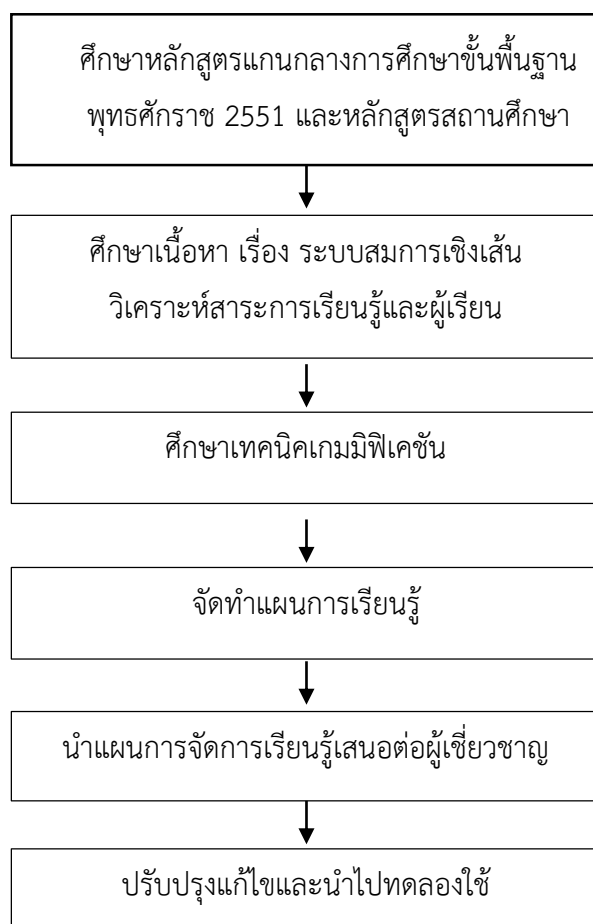 ศึกษาหลักสูตรแกนกลางการศึกษาขั้นพื้นฐาน
พุทธศักราช 2551 และหลักสูตรสถานศึกษา
ศึกษาเนื้อหา เรื่อง ระบบสมการเชิงเส้น
วิเคราะห์สาระการเรียนรู้และผู้เรียน
ศึกษาเทคนิคเกมมิฟิเคชัน
จัดทำแผนการเรียนรู้
นำแผนการจัดการเรียนรู้เสนอต่อผู้เชี่ยวชาญ
ปรับปรุงแก้ไขและนำไปทดลองใช้